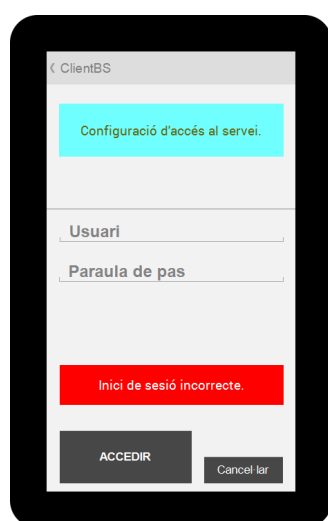 ClientBS
Configuració d'accés al servei.
Usuari
Paraula de pas
Inici de sesió incorrecte.
ACCEDIR
Cancel·lar